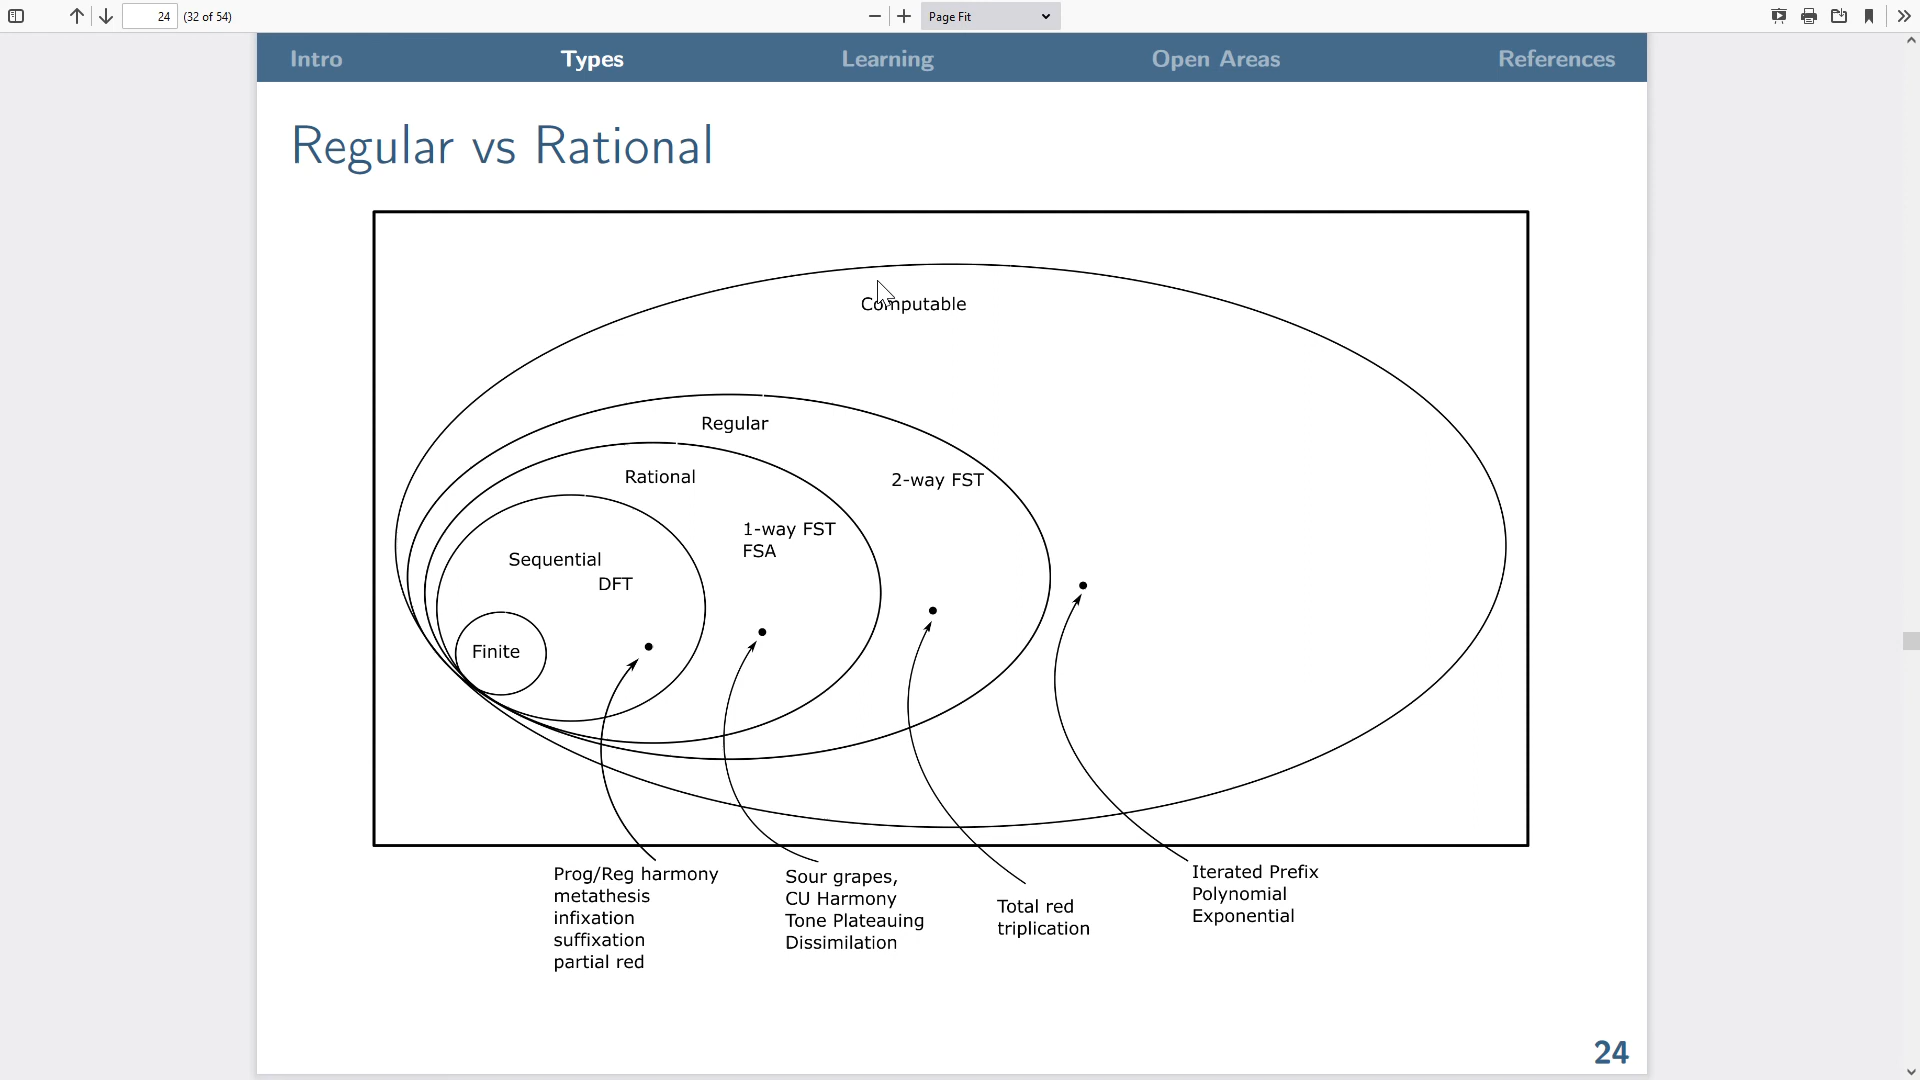 24 (32 of 54) Page Fit
Intro Types Learning Open Areas References
Regular vs Rational
Computable
Regular
Rational
2-way FST
1-way FST
FSA
Sequential
DFT
Finite
Prog/Reg harmony
metathesis
infixation
suffixation
partial red
Sour grapes,
CU Harmony
Tone Plateauing
Dissimilation
Total red
triplication
Iterated Prefix
Polynomial
Exponential
24